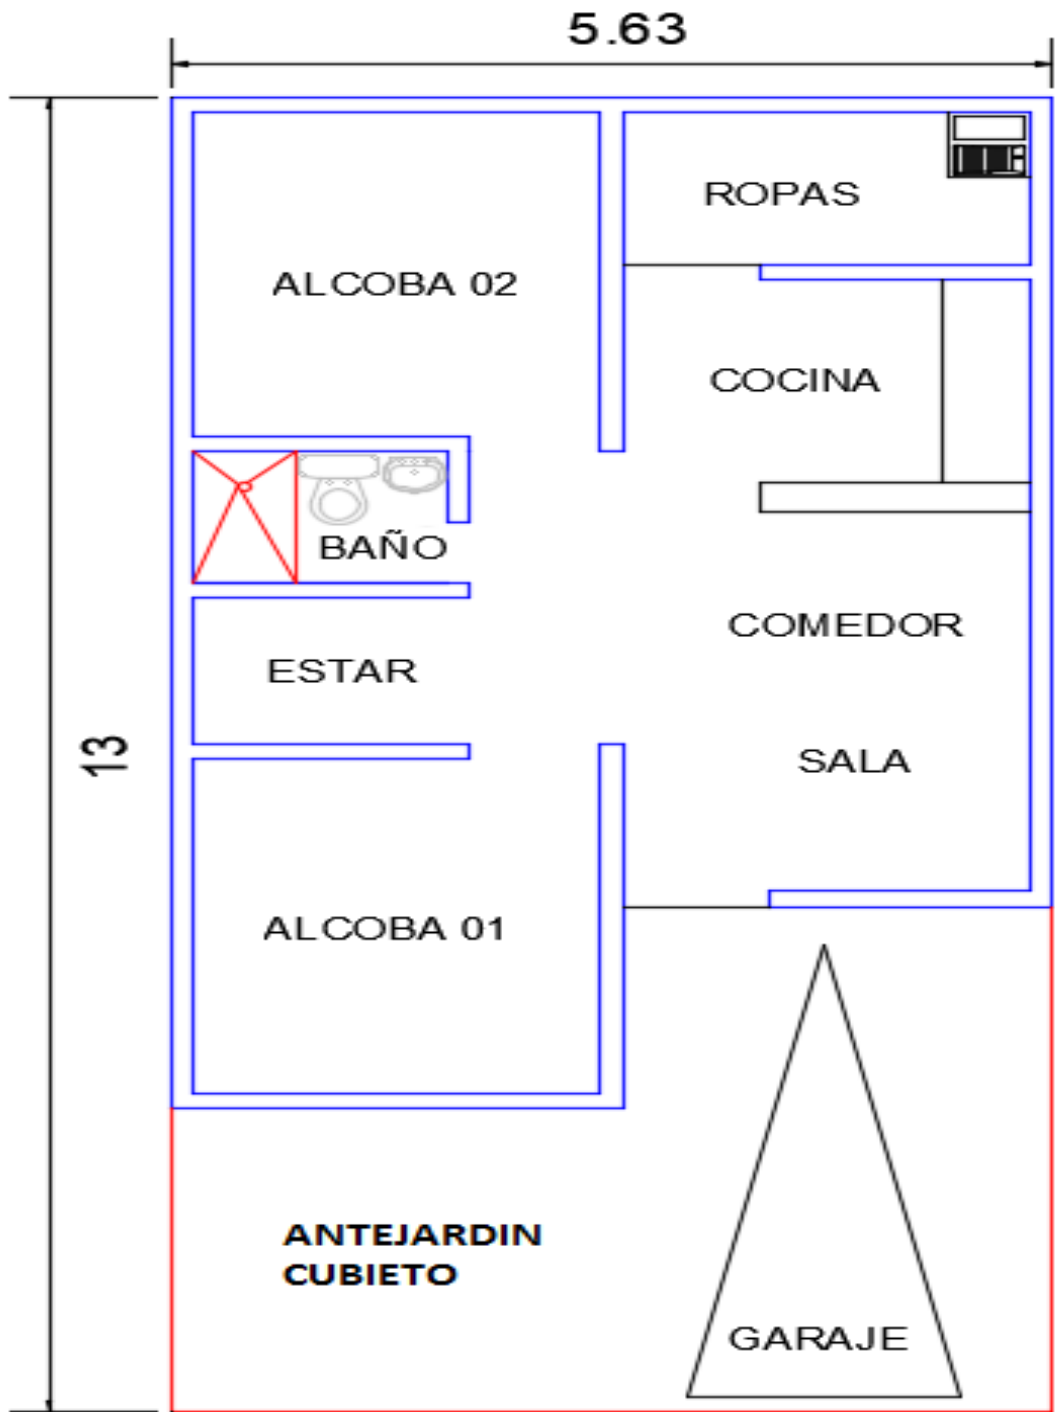 5.63
ROPAS
ALCOBA 02
COCINA
BAÑO
COMEDOR
ESTAR
13
SALA
ALCOBA 01
ANTEJARDIN
CUBIETO
GARAJE